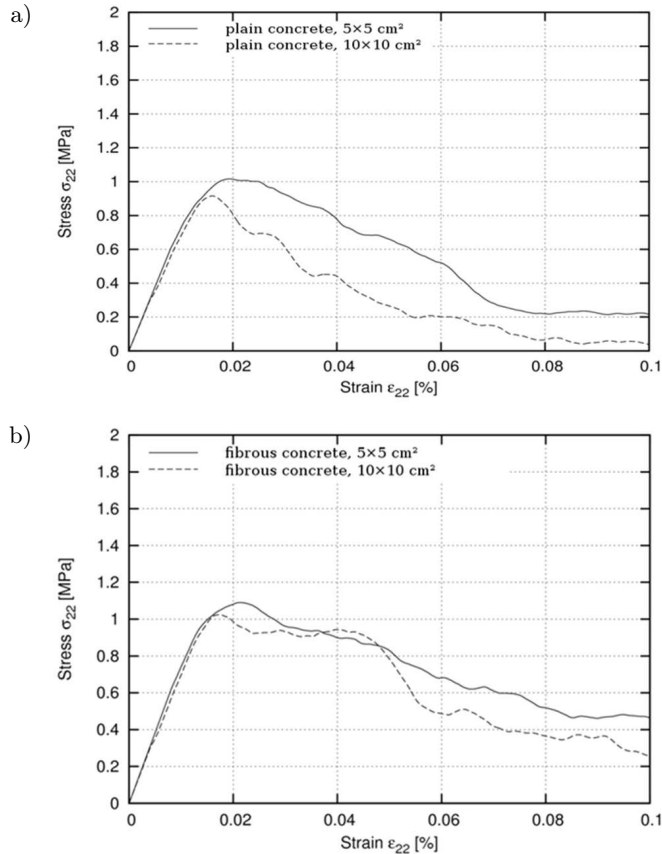 a)
plain concrete, 5×5 cm²
plain concrete, 10×10 cm²
2
1.8
1.6
1.4
1.2
1
0.8
0.6
0.4
0.2
0
Stress σ22 [MPa]
0 0.02 0.04 0.06 0.08 0.1
Strain ε22 [%]
b)
fibrous concrete, 5×5 cm²
fibrous concrete, 10×10 cm²
2
1.8
1.6
1.4
1.2
1
0.8
0.6
0.4
0.2
0
Stress σ22 [MPa]
0 0.02 0.04 0.06 0.08 0.1
Strain ε22 [%]